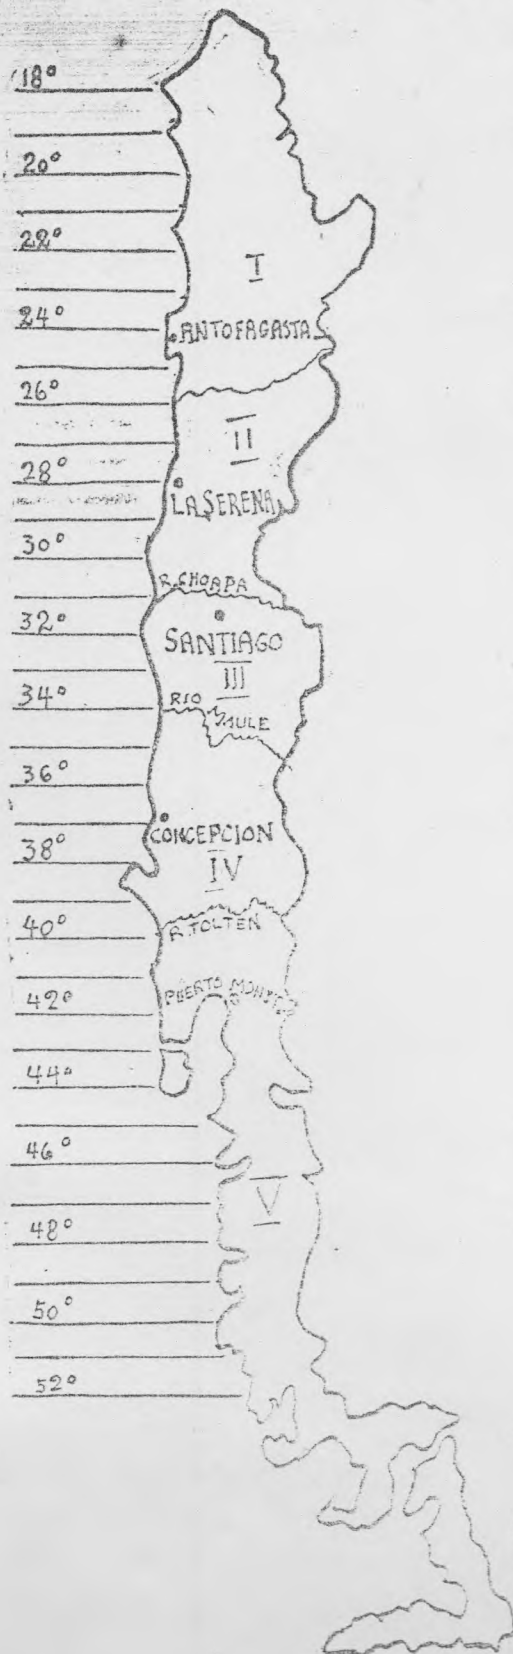 18°
20°
22°
I
24°
ANTOFAGASTA
26°
II
28°
LA SERENA
30°
R. CHOAPA
32°
SANTIAGO
III
34°
RIO
MAULE
36°
CONCEPCION
38°
IV
40°
R. TOLTEN
PUERTO MONTT
42°
44°
46°
V
48°
50°
52°